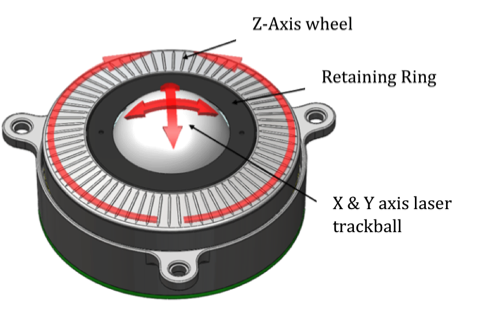 Z-Axis wheel
Retaining Ring
X & Y axis laser
trackball